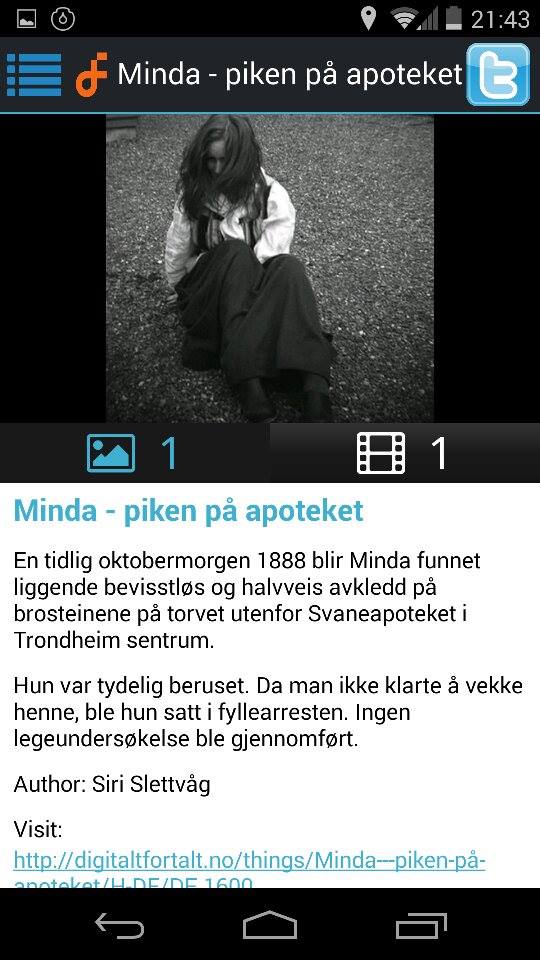 21:43
Minda - piken på apoteket
1
1
Minda - piken på apoteket
En tidlig oktobermorgen 1888 blir Minda funnet
liggende bevisstløs og halvveis avkledd på
brosteinene på torvet utenfor Svaneapoteket i
Trondheim sentrum.
Hun var tydelig beruset. Da man ikke klarte å vekke
henne, ble hun satt i fyllearresten. Ingen
legeundersøkelse ble gjennomført.
Author: Siri Slettvåg
Visit:
http://digitaltfortalt.no/things/Minda---piken-på-
apoteket/H-DF/DF.1600